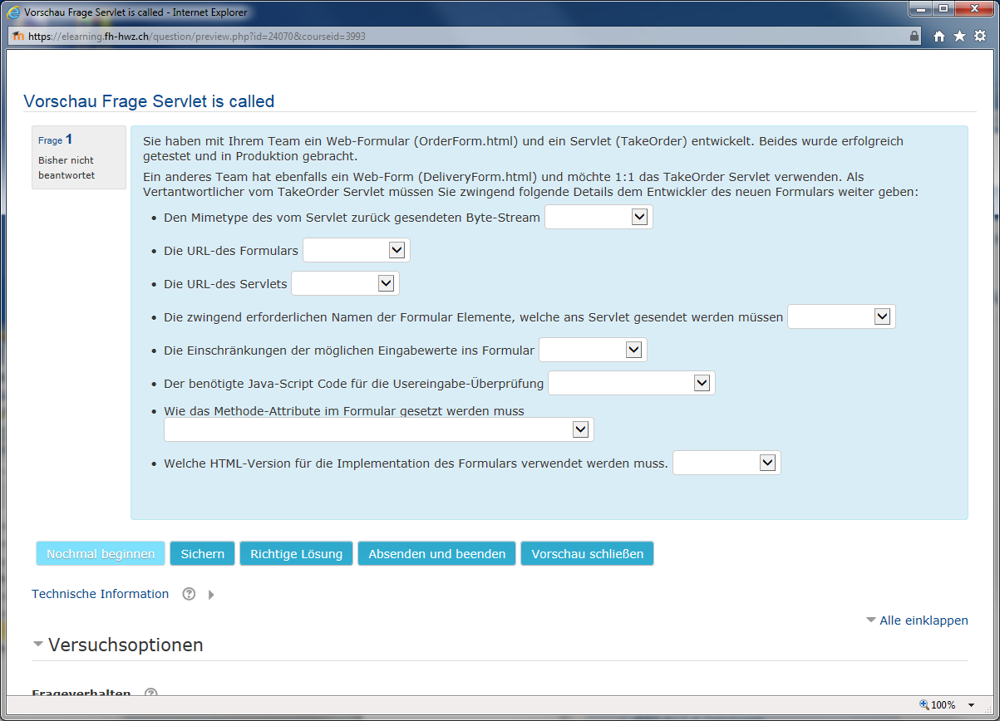 Vorschau Frage Servlet is called - Internet Explorer
https://elearning.fh-hwz.ch/question/preview.php?id=24070&courseid=3993
Vorschau Frage Servlet is called
Frage 1
Bisher nicht
beantwortet
Sie haben mit Ihrem Team ein Web-Formular (OrderForm.html) und ein Servlet (TakeOrder) entwickelt. Beides wurde erfolgreich
getestet und in Produktion gebracht.
Ein anderes Team hat ebenfalls ein Web-Form (DeliveryForm.html) und möchte 1:1 das TakeOrder Servlet verwenden. Als
Vertantwortlicher vom TakeOrder Servlet müssen Sie zwingend folgende Details dem Entwickler des neuen Formulars weiter geben:
• Den Mimetype des vom Servlet zurück gesendeten Byte-Stream
• Die URL-des Formulars
• Die URL-des Servlets
• Die zwingend erforderlichen Namen der Formular Elemente, welche ans Servlet gesendet werden müssen
• Die Einschränkungen der möglichen Eingabewerte ins Formular
• Der benötigte Java-Script Code für die Usereingabe-Überprüfung
• Wie das Methode-Attribute im Formular gesetzt werden muss
• Welche HTML-Version für die Implementation des Formulars verwendet werden muss.
Nochmal beginnen Sichern Richtige Lösung Absenden und beenden Vorschau schließen
Technische Information
Alle einklappen
Versuchsoptionen
Frageverhalten
100%